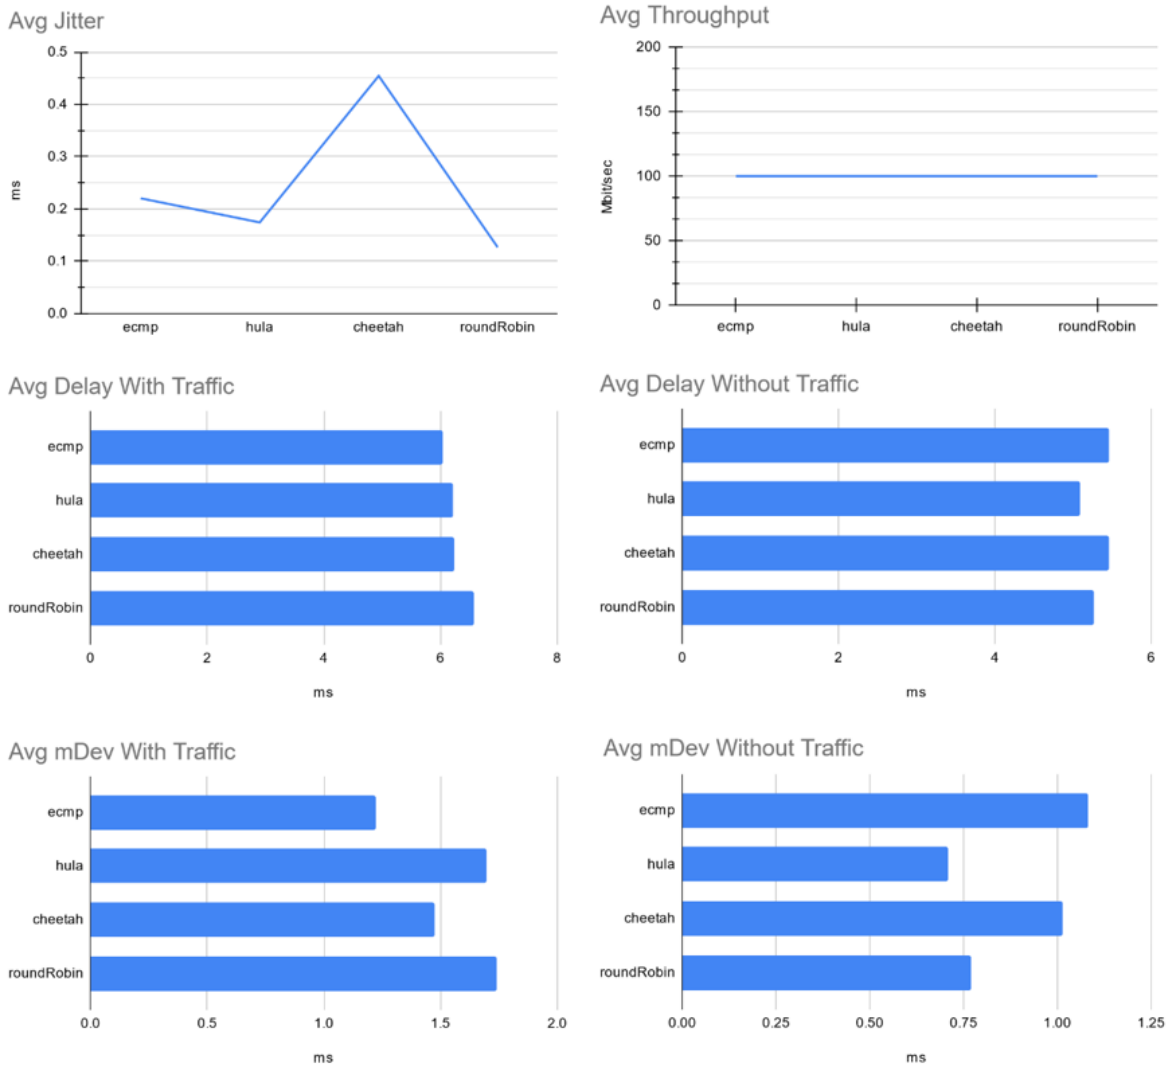 Avg Jitter
0.5
0.4
0.3
0.2
0.1
0.0
ms
ecmp hula cheetah roundRobin
Avg Throughput
200
150
100
50
0
Mbit/sec
ecmp hula cheetah roundRobin
Avg Delay With Traffic
ecmp
hula
cheetah
roundRobin
0 2 4 6 8
ms
Avg Delay Without Traffic
ecmp
hula
cheetah
roundRobin
0 2 4 6
ms
Avg mDev With Traffic
ecmp
hula
cheetah
roundRobin
0.0 0.5 1.0 1.5 2.0
ms
Avg mDev Without Traffic
ecmp
hula
cheetah
roundRobin
0.00 0.25 0.50 0.75 1.00 1.25
ms